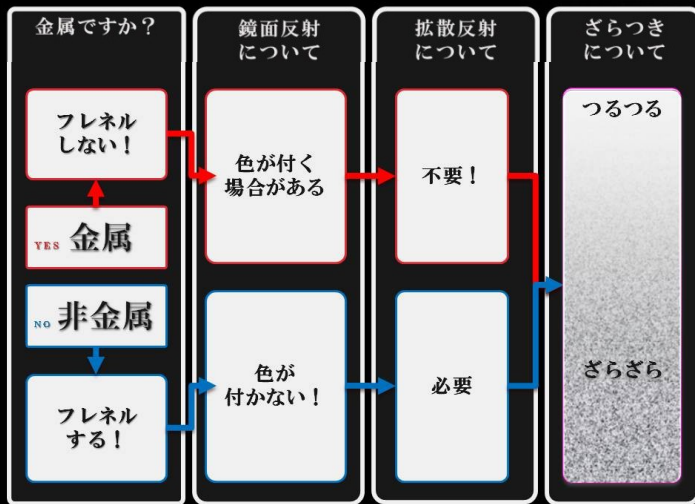 金属ですか？
鏡面反射
について
拡散反射
について
ざらつき
について
フレネル
しない！
YES 金属
NO 非金属
フレネル
する！
色が付く
場合がある
色が
付かない！
不要！
必要
つるつる
ざらざら